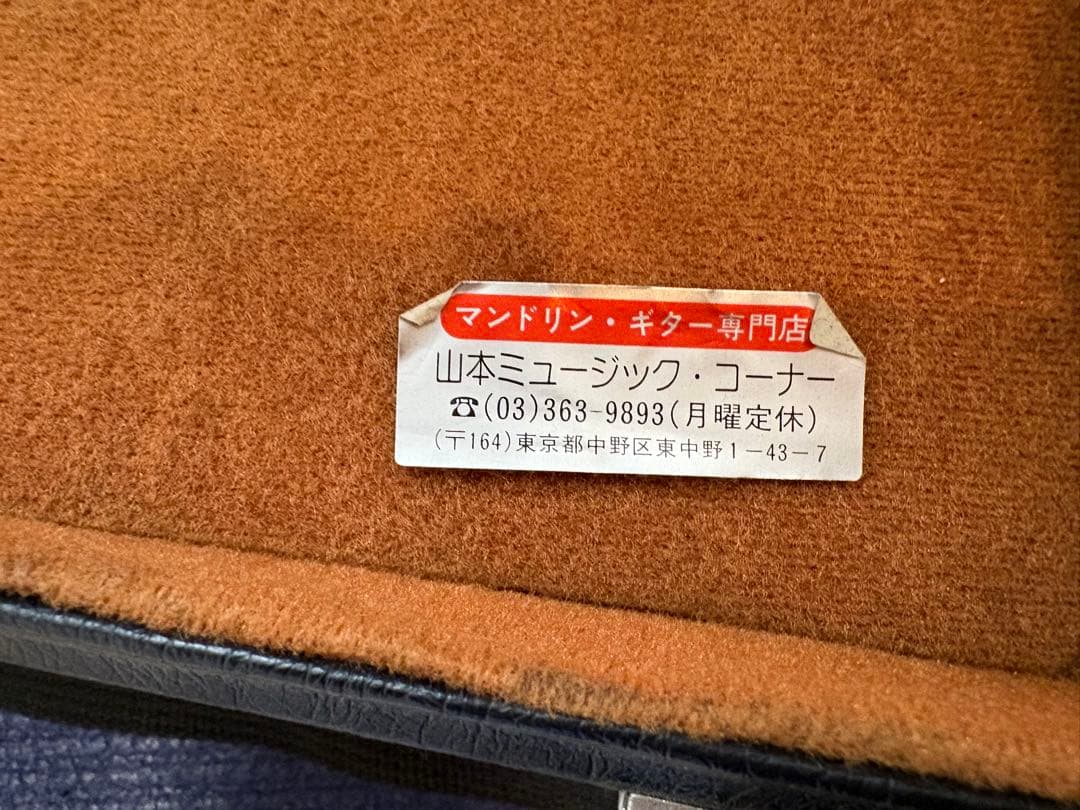 マンドリン・ギター専門店
山本ミュージック・コーナー
☎(03)363-9893(月曜定休)
(〒164)東京都中野区東中野1-43-7